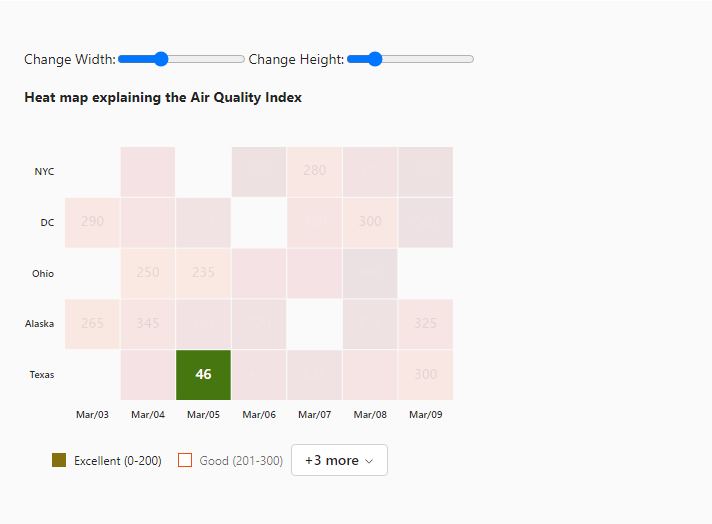 Change Width: Change Height:
Heat map explaining the Air Quality Index
NYC 280
DC 290 300
Ohio 250 235
Alaska 265 345 325
Texas 46 300
Mar/03 Mar/04 Mar/05 Mar/06 Mar/07 Mar/08 Mar/09
Excellent (0-200) Good (201-300) +3 more